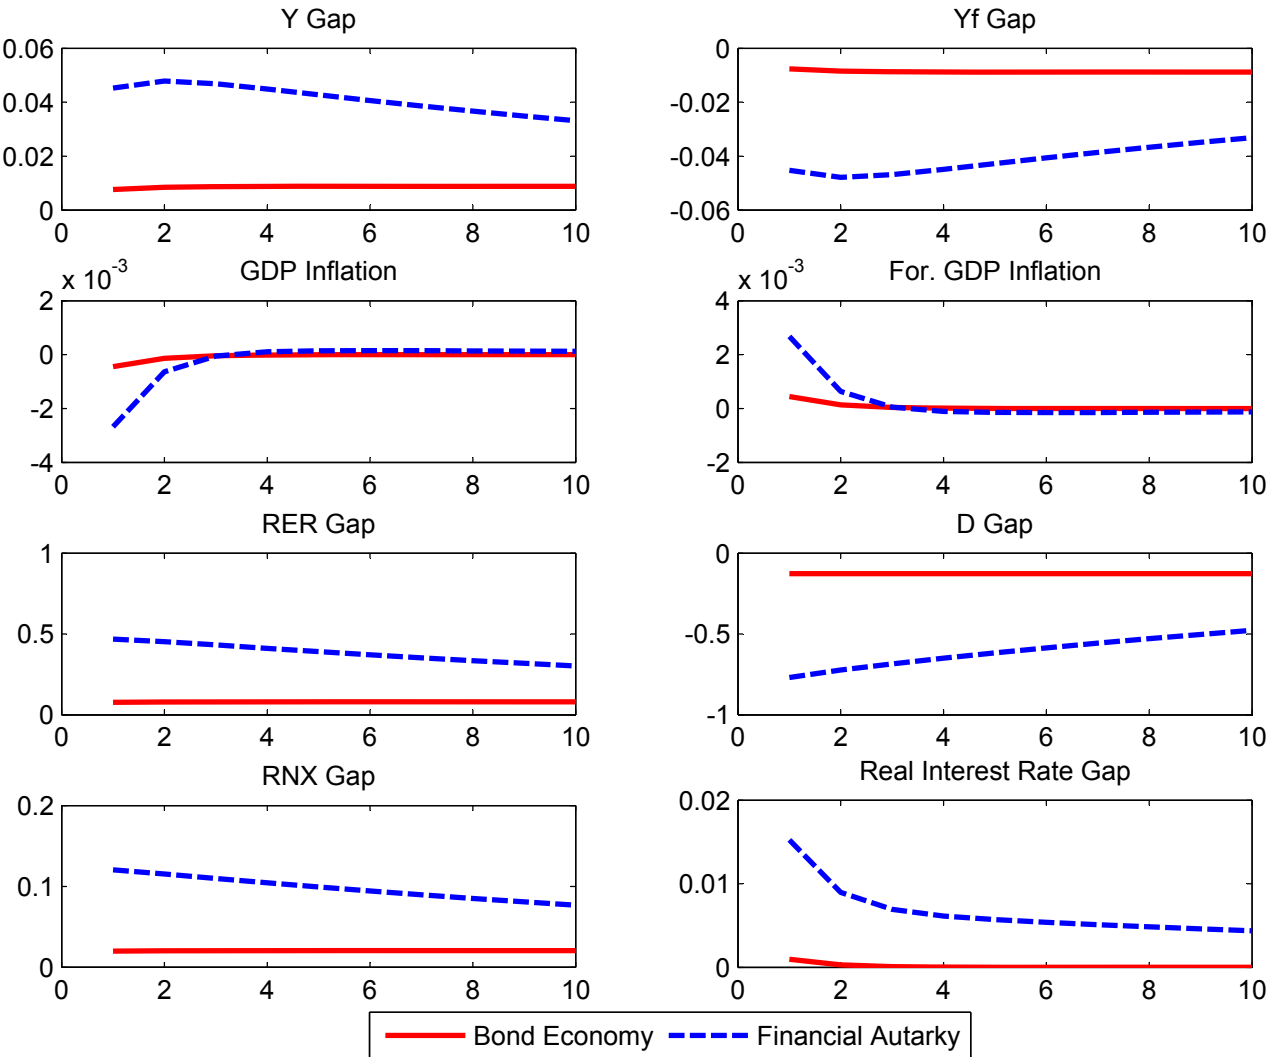 Y Gap
0.06
0.04
0.02
0
0 2 4 6 8 10
Yf Gap
0
-0.02
-0.04
-0.06
0 2 4 6 8 10
GDP Inflation
x 10-3
2
0
-2
-4
0 2 4 6 8 10
For. GDP Inflation
x 10-3
4
2
0
-2
0 2 4 6 8 10
RER Gap
1
0.5
0
0 2 4 6 8 10
D Gap
0
-0.5
-1
0 2 4 6 8 10
RNX Gap
0.2
0.1
0
0 2 4 6 8 10
Real Interest Rate Gap
0.02
0.01
0
0 2 4 6 8 10
Bond Economy Financial Autarky